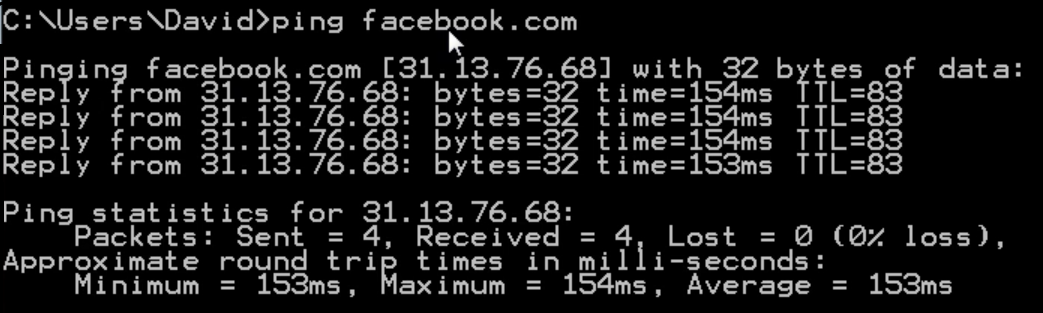 C:\Users\David>ping facebook.com
Pinging facebook.com [31.13.76.68] with 32 bytes of data:
Reply from 31.13.76.68: bytes=32 time=154ms TTL=83
Reply from 31.13.76.68: bytes=32 time=154ms TTL=83
Reply from 31.13.76.68: bytes=32 time=154ms TTL=83
Reply from 31.13.76.68: bytes=32 time=153ms TTL=83
Ping statistics for 31.13.76.68:
Packets: Sent = 4, Received = 4, Lost = 0 (0% loss),
Approximate round trip times in milli-seconds:
Minimum = 153ms, Maximum = 154ms, Average = 153ms